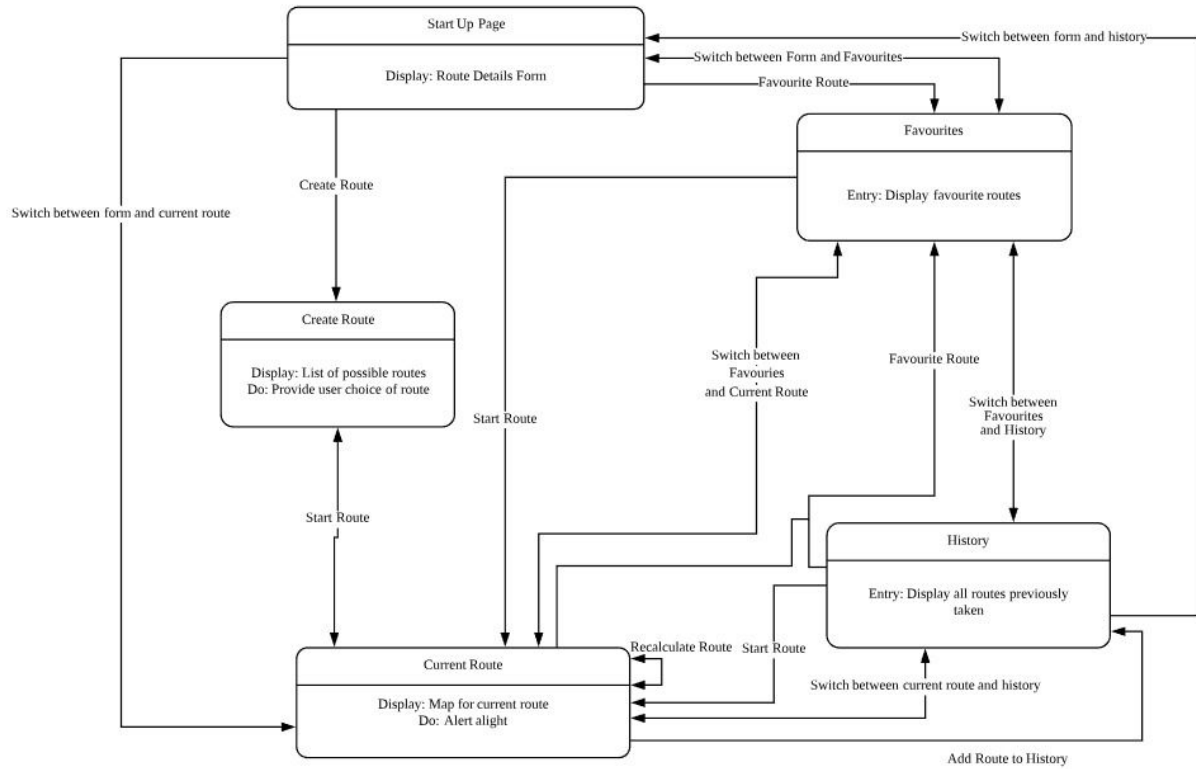 Start Up Page
Switch between form and history
Switch between Form and Favourites
Display: Route Details Form
Favourite Route
Favourites
Create Route
Entry: Display favourite routes
Switch between form and current route
Create Route
Switch between
Favouries
and Current Route
Favourite Route
Display: List of possible routes
Do: Provide user choice of route
Switch between
Favourites
and History
Start Route
Start Route
History
Entry: Display all routes previously
taken
Recalculate Route
Start Route
Current Route
Switch between current route and history
Display: Map for current route
Do: Alert alight
Add Route to History